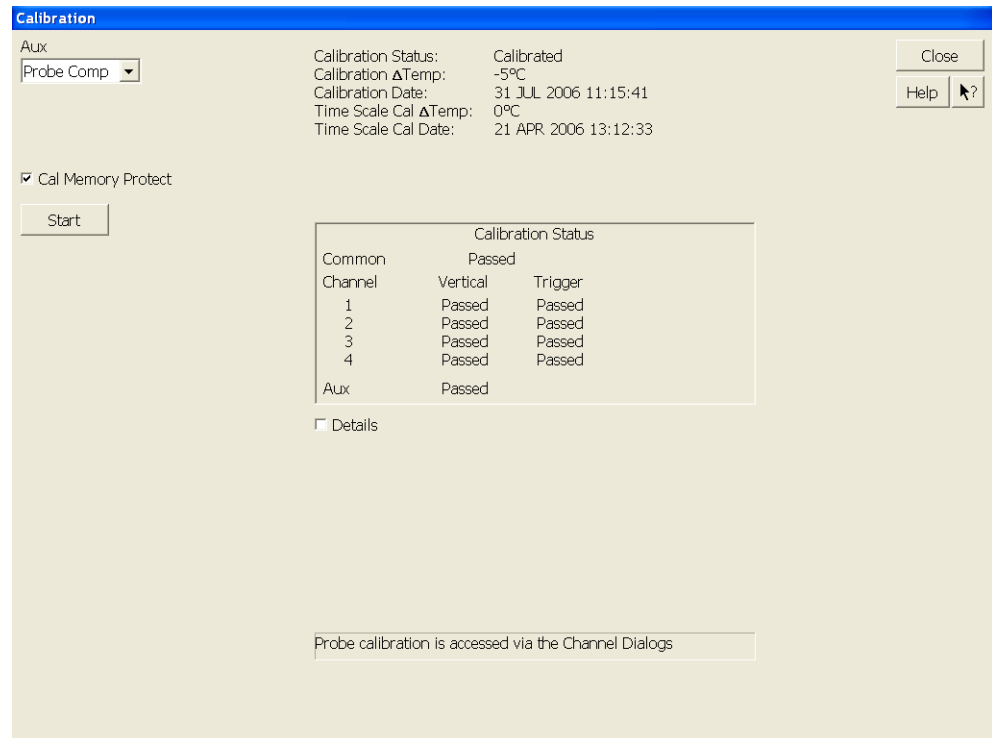 Calibration
Aux
Probe Comp
Calibration Status: Calibrated
Calibration ΔTemp: -5ºC
Calibration Date: 31 JUL 2006 11:15:41
Time Scale Cal ΔTemp: 0ºC
Time Scale Cal Date: 21 APR 2006 13:12:33
Close
Help ?
Cal Memory Protect
Start
Calibration Status
Common Passed
Channel Vertical Trigger
1 Passed Passed
2 Passed Passed
3 Passed Passed
4 Passed Passed
Aux Passed
Details
Probe calibration is accessed via the Channel Dialogs